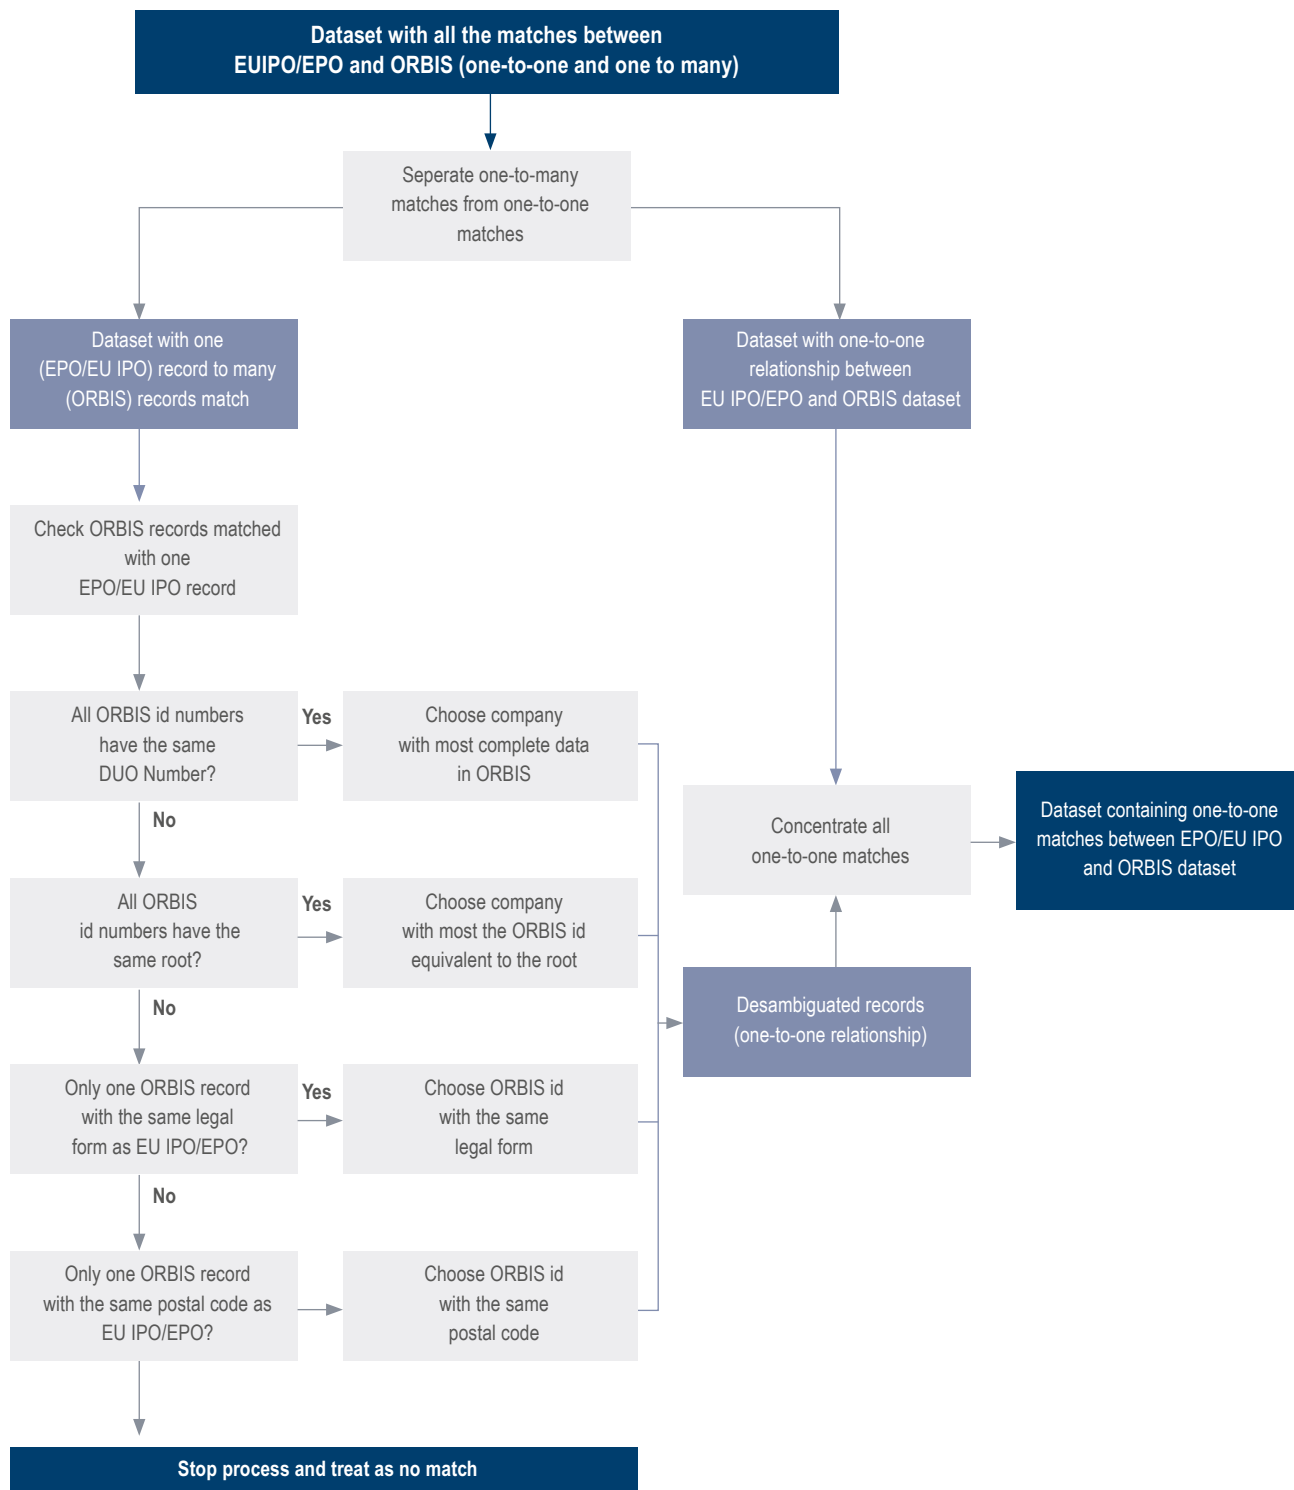 Dataset with all the matches between
EUIPO/EPO and ORBIS (one-to-one and one to many)
Seperate one-to-many
matches from one-to-one
matches
Dataset with one
(EPO/EU IPO) record to many
(ORBIS) records match
Dataset with one-to-one
relationship between
EU IPO/EPO and ORBIS dataset
Check ORBIS records matched
with one
EPO/EU IPO record
All ORBIS id numbers
have the same
DUO Number?
Yes
Choose company
with most complete data
in ORBIS
No
Concentrate all
one-to-one matches
Dataset containing one-to-one
matches between EPO/EU IPO
and ORBIS dataset
All ORBIS
id numbers have the
same root?
Yes
Choose company
with most the ORBIS id
equivalent to the root
No
Desambiguated records
(one-to-one relationship)
Only one ORBIS record
with the same legal
form as EU IPO/EPO?
Yes
Choose ORBIS id
with the same
legal form
No
Only one ORBIS record
with the same postal code as
EU IPO/EPO?
Choose ORBIS id
with the same
postal code
Stop process and treat as no match